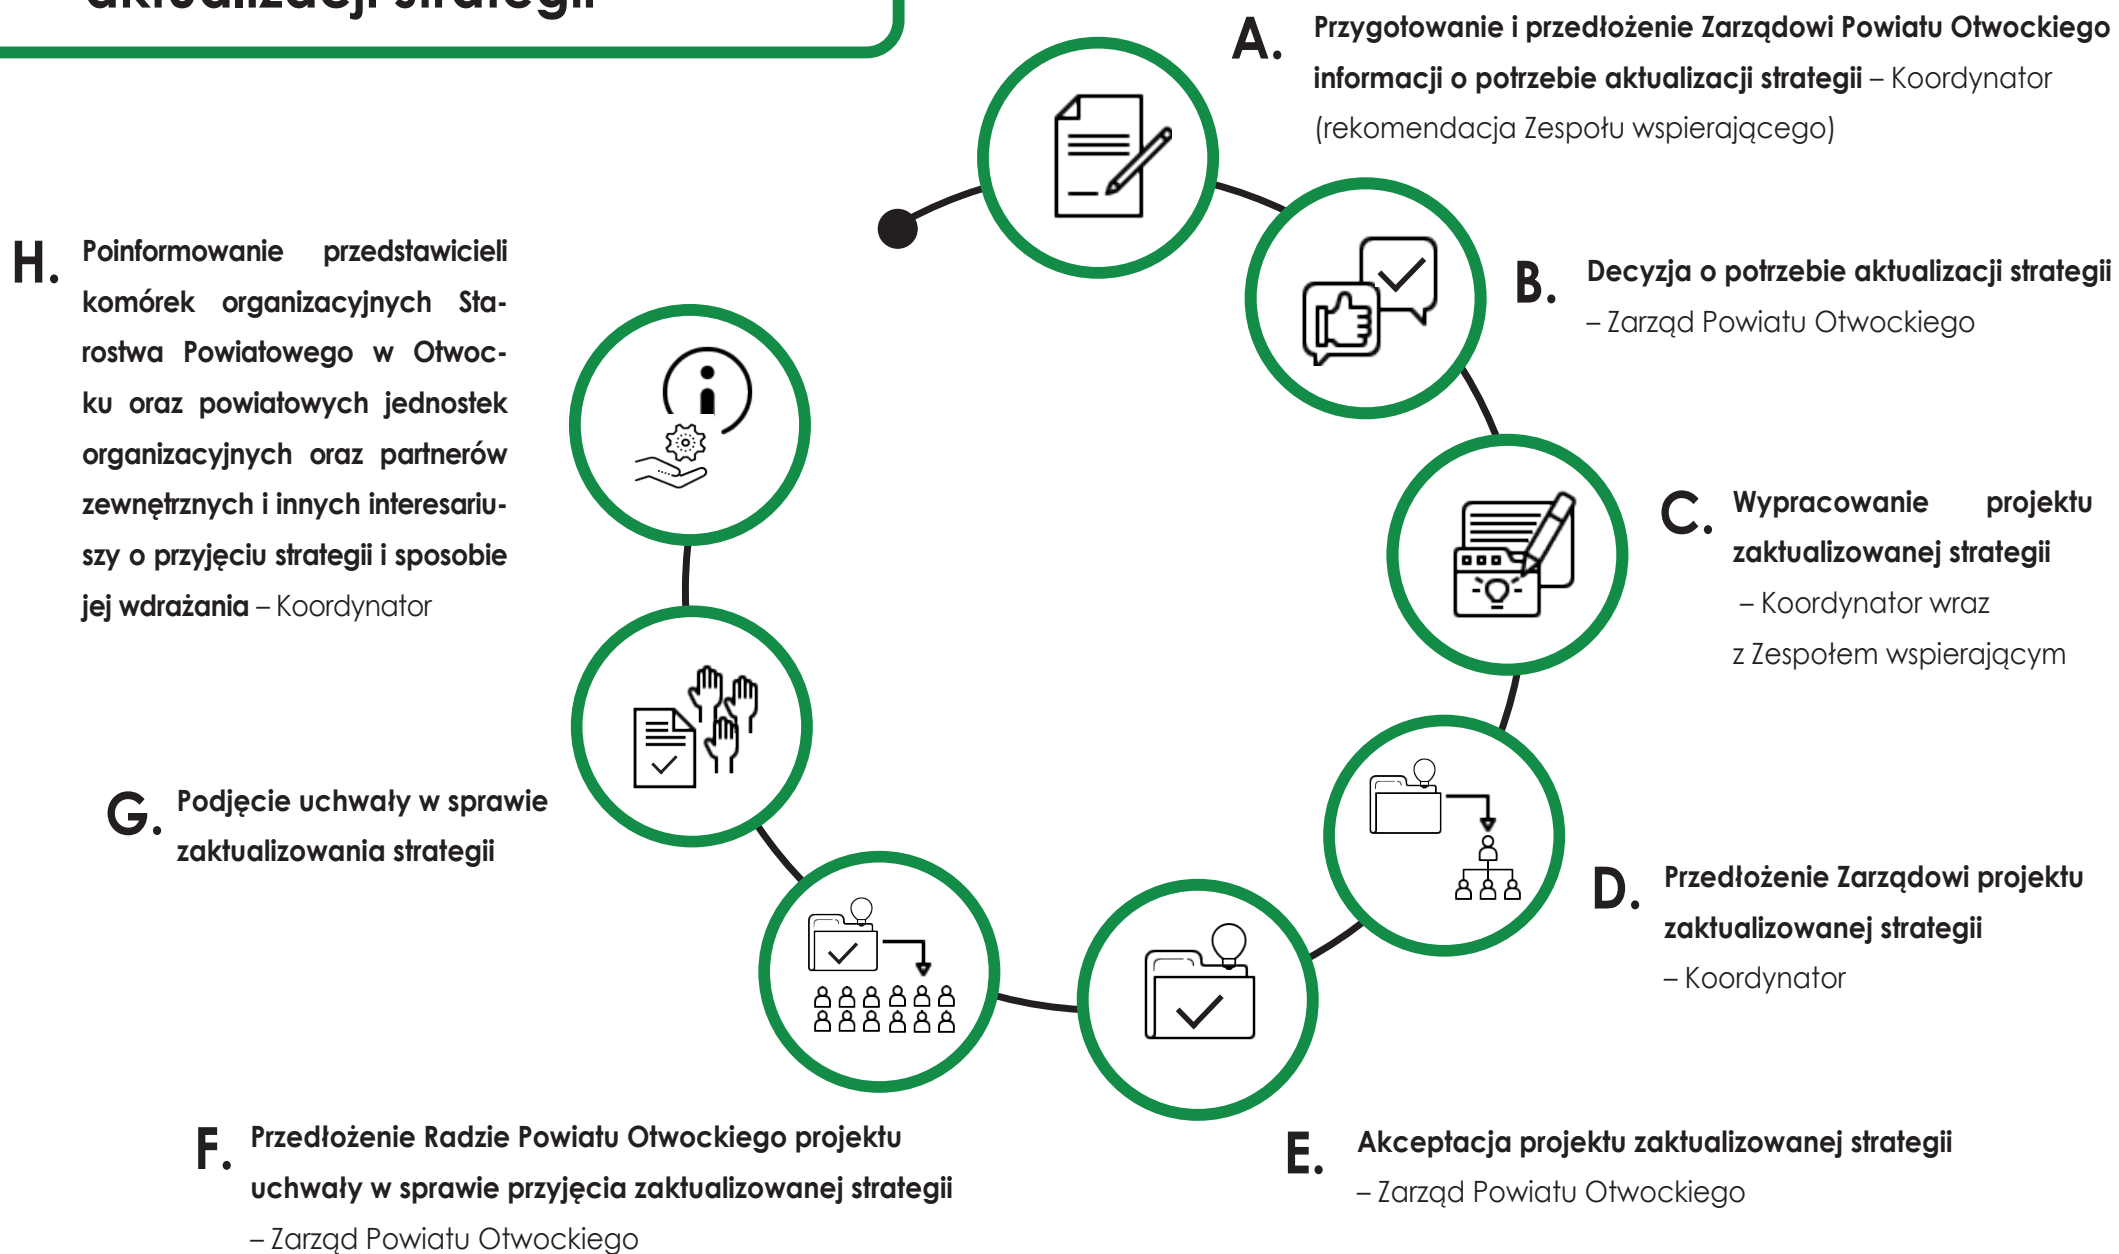 aktualizacji strategii
A. Przygotowanie i przedłożenie Zarządowi Powiatu Otwockiego
informacji o potrzebie aktualizacji strategii – Koordynator
(rekomendacja Zespołu wspierającego)
B. Decyzja o potrzebie aktualizacji strategii
– Zarząd Powiatu Otwockiego
C. Wypracowanie projektu
zaktualizowanej strategii
– Koordynator wraz
z Zespołem wspierającym
D. Przedłożenie Zarządowi projektu
zaktualizowanej strategii
– Koordynator
E. Akceptacja projektu zaktualizowanej strategii
– Zarząd Powiatu Otwockiego
F. Przedłożenie Radzie Powiatu Otwockiego projektu
uchwały w sprawie przyjęcia zaktualizowanej strategii
– Zarząd Powiatu Otwockiego
G. Podjęcie uchwały w sprawie
zaktualizowania strategii
H. Poinformowanie przedstawicieli
komórek organizacyjnych Sta-
rostwa Powiatowego w Otwoc-
ku oraz powiatowych jednostek
organizacyjnych oraz partnerów
zewnętrznych i innych interesariu-
szy o przyjęciu strategii i sposobie
jej wdrażania – Koordynator